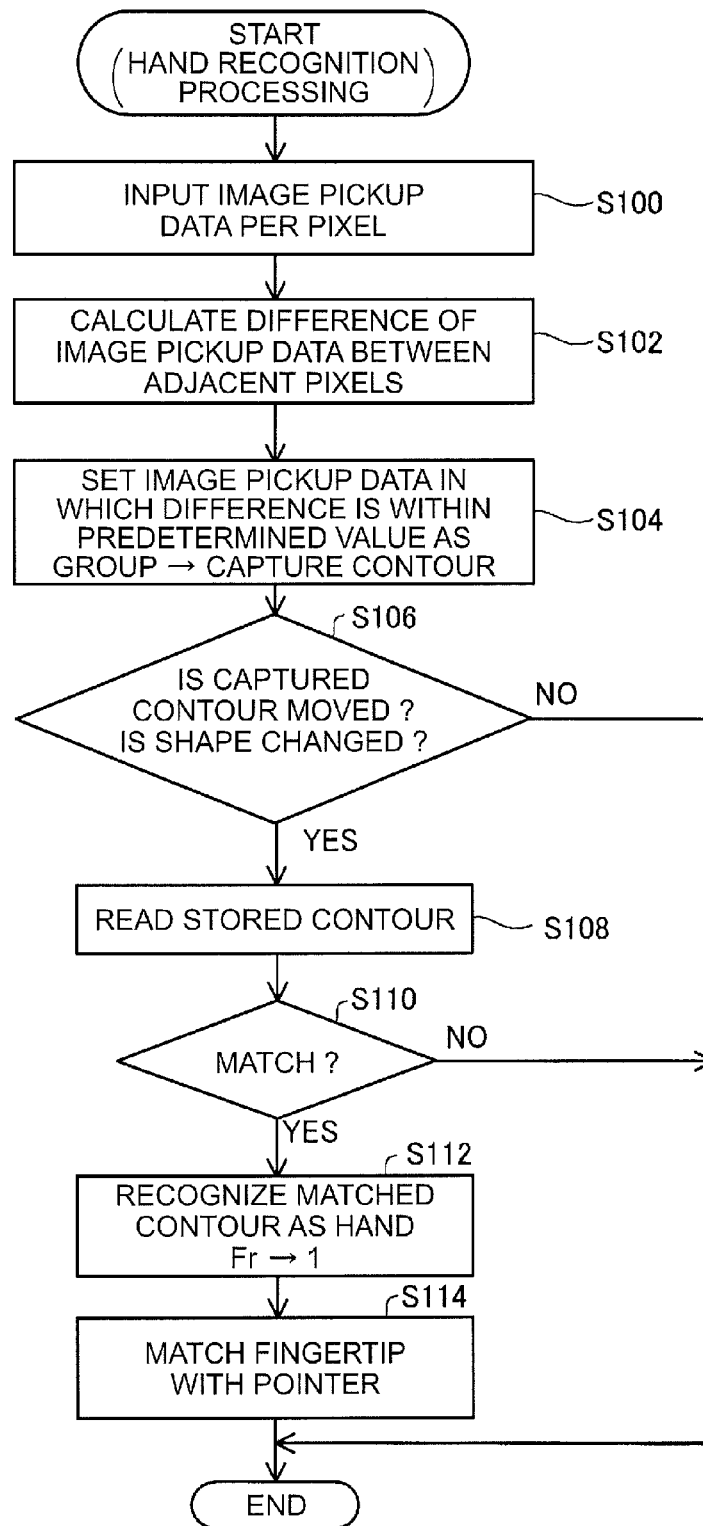 START
(HAND RECOGNITION
PROCESSING)
INPUT IMAGE PICKUP
DATA PER PIXEL
S100
CALCULATE DIFFERENCE OF
IMAGE PICKUP DATA BETWEEN
ADJACENT PIXELS
S102
SET IMAGE PICKUP DATA IN
WHICH DIFFERENCE IS WITHIN
PREDETERMINED VALUE AS
GROUP → CAPTURE CONTOUR
S104
S106
IS CAPTURED
CONTOUR MOVED ?
IS SHAPE CHANGED ?
NO
YES
READ STORED CONTOUR
S108
S110
MATCH ?
NO
YES
S112
RECOGNIZE MATCHED
CONTOUR AS HAND
Fr → 1
S114
MATCH FINGERTIP
WITH POINTER
END